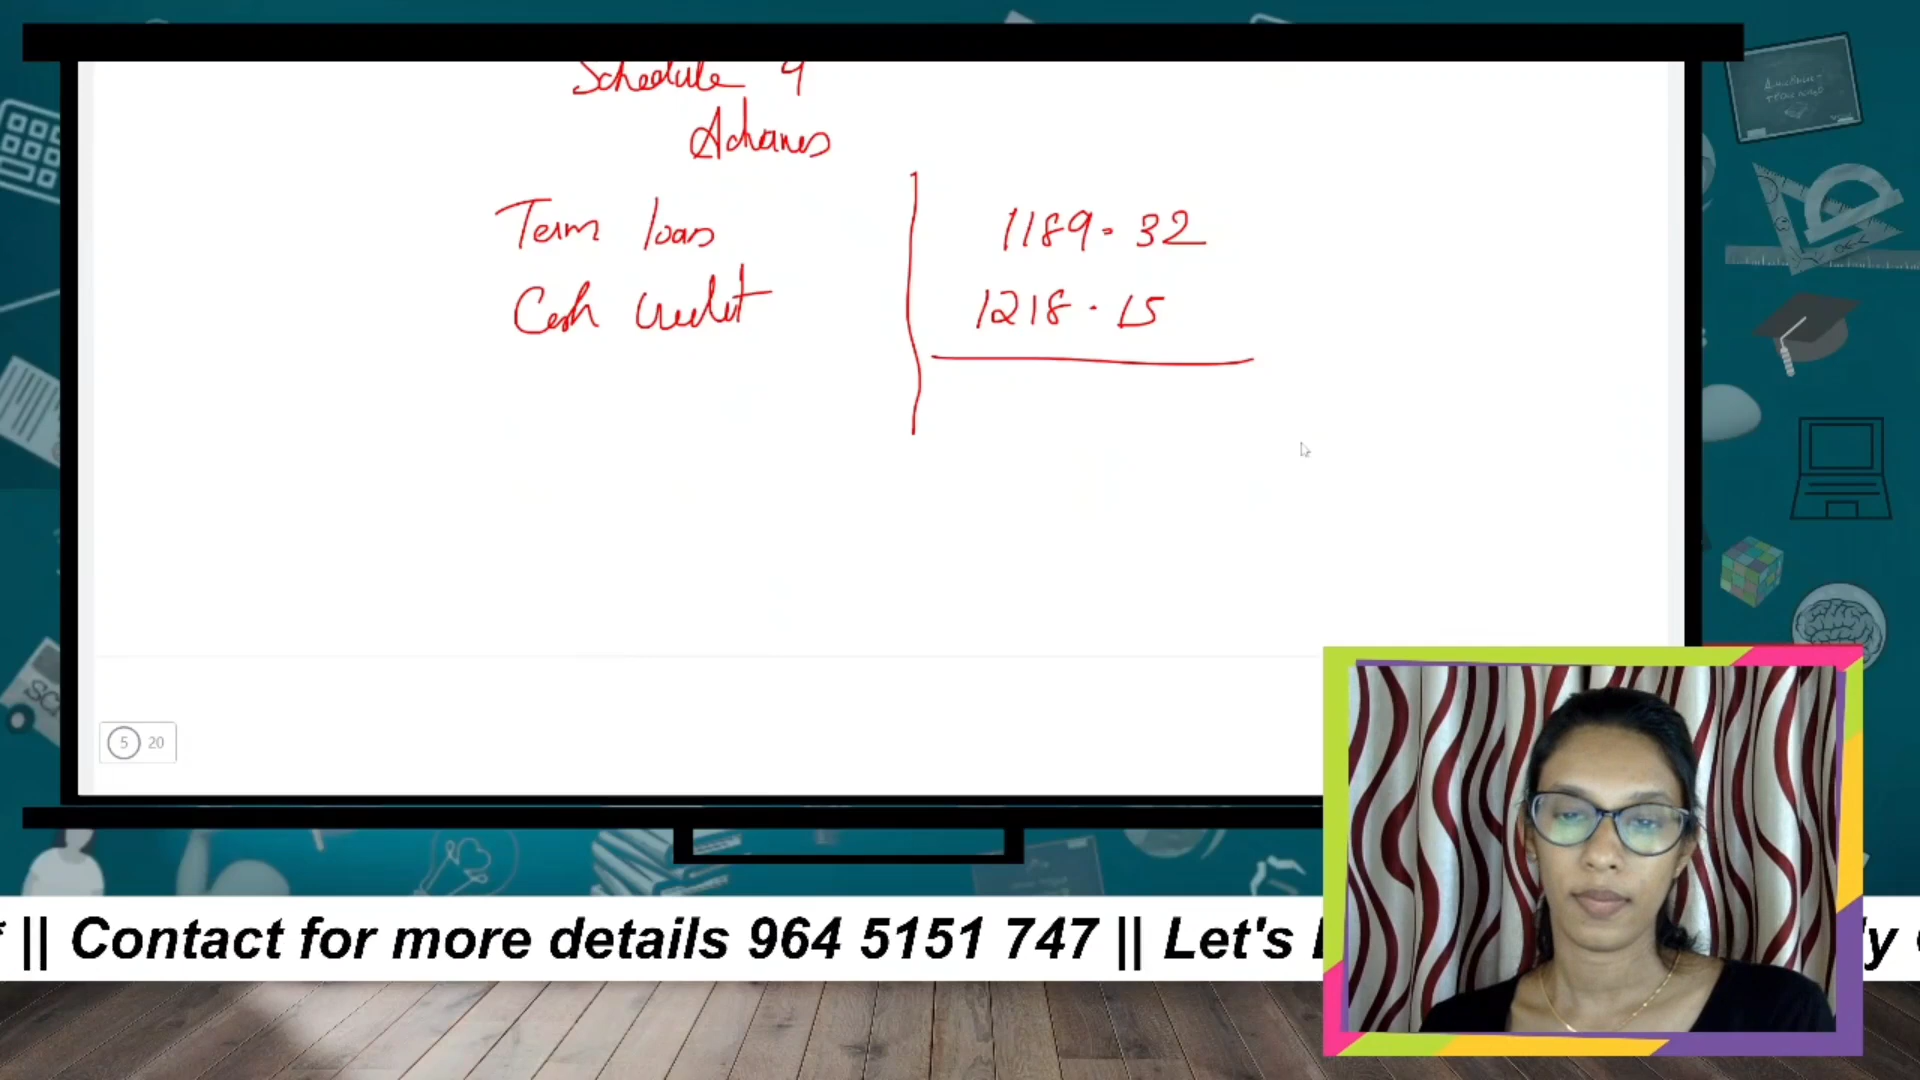 Schedule 9
Advances
Term loan 1189.32
Cash credit 1218.15
5 20
|| Contact for more details 964 5151 747 || Let's